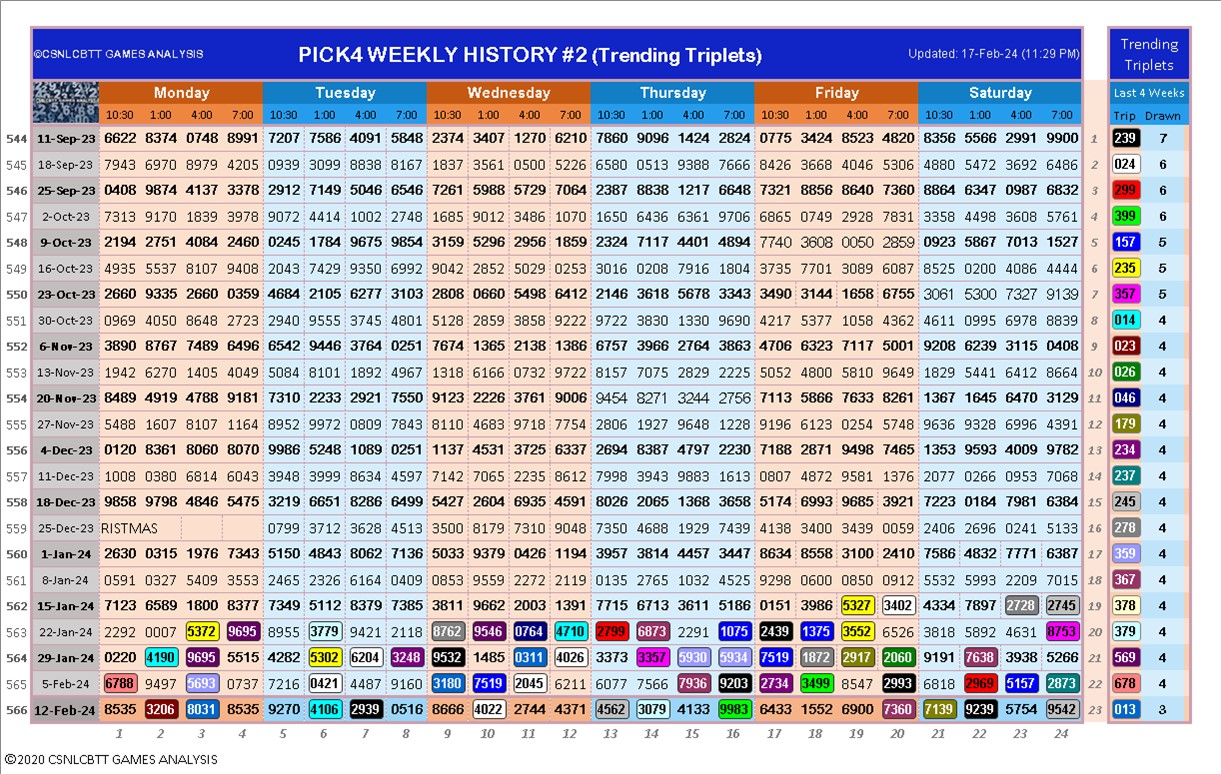 ©CSNLCBTT GAMES ANALYSIS PICK4 WEEKLY HISTORY #2 (Trending Triplets) Updated: 17-Feb-24 (11:29 PM) Trending Triplets
Monday Tuesday Wednesday Thursday Friday Saturday Last 4 Weeks
10:30 1:00 4:00 7:00 10:30 1:00 4:00 7:00 10:30 1:00 4:00 7:00 10:30 1:00 4:00 7:00 10:30 1:00 4:00 7:00 10:30 1:00 4:00 7:00 Trip Drawn
544 11-Sep-23 6622 8374 0748 8991 7207 7586 4091 5848 2374 3407 1270 6210 7860 9096 1424 2824 0775 3424 8523 4820 8356 5566 2991 9900 1 239 7
545 18-Sep-23 7943 6970 8979 4205 0939 3099 8838 8167 1837 3561 0500 5226 6580 0513 9388 7666 8426 3668 4046 5306 4880 5472 3692 6486 2 024 6
546 25-Sep-23 0408 9874 4137 3378 2912 7149 5046 6546 7261 5988 5729 7064 2387 8838 1217 6648 7321 8856 8640 7360 8864 6347 0987 6832 3 299 6
547 2-Oct-23 7313 9170 1839 3978 9072 4414 1002 2748 1685 9012 3486 1070 1650 6436 6361 9706 6865 0749 2928 7831 3358 4498 3608 5761 4 399 6
548 9-Oct-23 2194 2751 4084 2460 0245 1784 9675 9854 3159 5296 2956 1859 2324 7117 4401 4894 7740 3608 0050 2859 0923 5867 7013 1527 5 157 5
549 16-Oct-23 4935 5537 8107 9408 2043 7429 9350 6992 9042 2852 5029 0253 3016 0208 7916 1804 3735 7701 3089 6087 8525 0200 4086 4444 6 235 5
550 23-Oct-23 2660 9335 2660 0359 4684 2105 6277 3103 2808 0660 5498 6412 2146 3618 5678 3343 3490 3144 1658 6755 3061 5300 7327 9139 7 357 5
551 30-Oct-23 0969 4050 8648 2723 2940 9555 3745 4801 5128 2859 3858 9222 9722 3830 1330 9690 4217 5377 1058 4362 4611 0995 6978 8839 8 014 4
552 6-Nov-23 3890 8767 7489 6496 6542 9446 3764 0251 7674 1365 2138 1386 6757 3966 2764 3863 4706 6323 7117 5001 9208 6239 3115 0408 9 023 4
553 13-Nov-23 1942 6270 1405 4049 5084 8101 1892 4967 1318 6166 0732 9722 8157 7075 2829 2225 5052 4800 5810 9649 1829 5441 6412 8664 10 026 4
554 20-Nov-23 8489 4919 4788 9181 7310 2233 2921 7550 9123 2226 3761 9006 9454 8271 3244 2756 7113 5866 7633 8261 1367 1645 6470 3129 11 046 4
555 27-Nov-23 5488 1607 8107 1164 8952 9972 0809 7843 8110 4683 9718 7754 2806 1927 9648 1228 9196 6123 0254 5748 9636 9328 6996 4391 12 179 4
556 4-Dec-23 0120 8361 8060 8070 9986 5248 1089 0251 1137 4531 3725 6337 2694 8387 4797 2230 7188 2871 9498 7465 1353 9593 4009 9782 13 234 4
557 11-Dec-23 1008 0380 6814 6043 3948 3999 8634 4597 7142 7065 2235 8612 7998 3943 9883 1613 0807 4872 9581 1376 2077 0266 0953 7068 14 237 4
558 18-Dec-23 9858 9798 4846 5475 3219 6651 8286 6499 5427 2604 6935 4591 8026 2065 1368 3658 5174 6993 9685 3921 7223 0184 7981 6384 15 245 4
559 25-Dec-23 RISTMAS 0799 3712 3628 4513 3500 8179 7310 9048 7350 4688 1929 7439 4138 3400 3439 0059 2406 2696 0241 5133 16 278 4
560 1-Jan-24 2630 0315 1976 7343 5150 4843 8062 7136 5033 9379 0426 1194 3957 3814 4457 3447 8634 8558 3100 2410 7586 4832 7771 6387 17 359 4
561 8-Jan-24 0591 0327 5409 3553 2465 2326 6164 0409 0853 9559 2272 2119 0135 2765 1032 4525 9298 0600 0850 0912 5532 5993 2209 7015 18 367 4
562 15-Jan-24 7123 6589 1800 8377 7349 5112 8379 7385 3811 9662 2003 1391 7715 6713 3611 5186 0151 3986 5327 3402 4334 7897 2728 2745 19 378 4
563 22-Jan-24 2292 0007 5372 9695 8955 3779 9421 2118 8762 9546 0764 4710 2799 6873 2291 1075 2439 1375 3552 6526 3818 5892 4631 8753 20 379 4
564 29-Jan-24 0220 4190 9695 5515 4282 5302 6204 3248 9532 1485 0311 4026 3373 3357 5930 5934 7519 1872 2917 2060 9191 7638 3938 5266 21 569 4
565 5-Feb-24 6788 9497 5693 0737 7216 0421 4487 9160 3180 7519 2045 6211 6077 7566 7936 9203 2734 3499 8547 2993 6818 2969 5157 2873 22 678 4
566 12-Feb-24 8535 3206 8031 8535 9270 4106 2939 0516 8666 4022 2744 4371 4562 3079 4133 9983 6433 1552 6900 7360 7139 9239 5754 9542 23 013 3
1 2 3 4 5 6 7 8 9 10 11 12 13 14 15 16 17 18 19 20 21 22 23 24
©2020 CSNLCBTT GAMES ANALYSIS